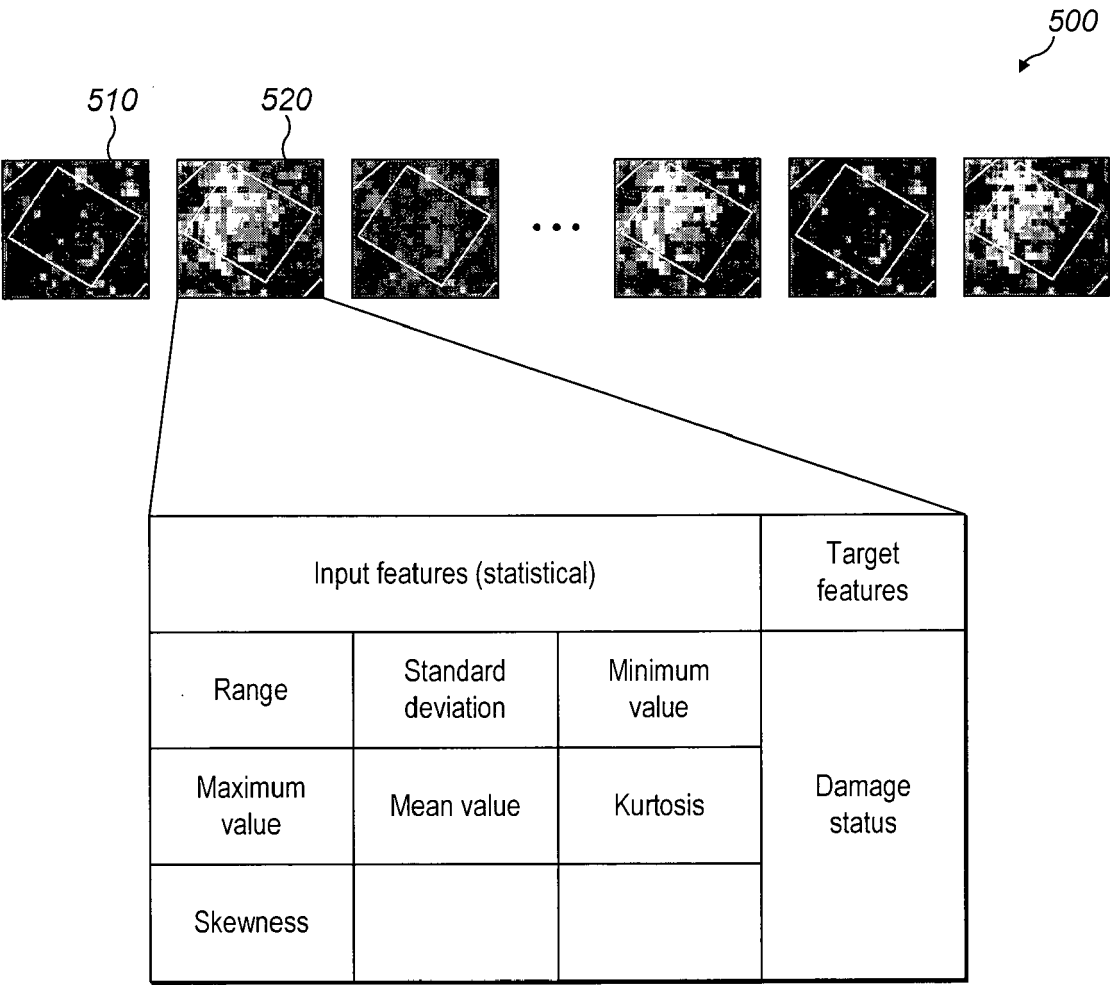 500
510
520
Input features (statistical)
Target
features
Range
Standard
deviation
Minimum
value
Maximum
value
Mean value
Kurtosis
Damage
status
Skewness